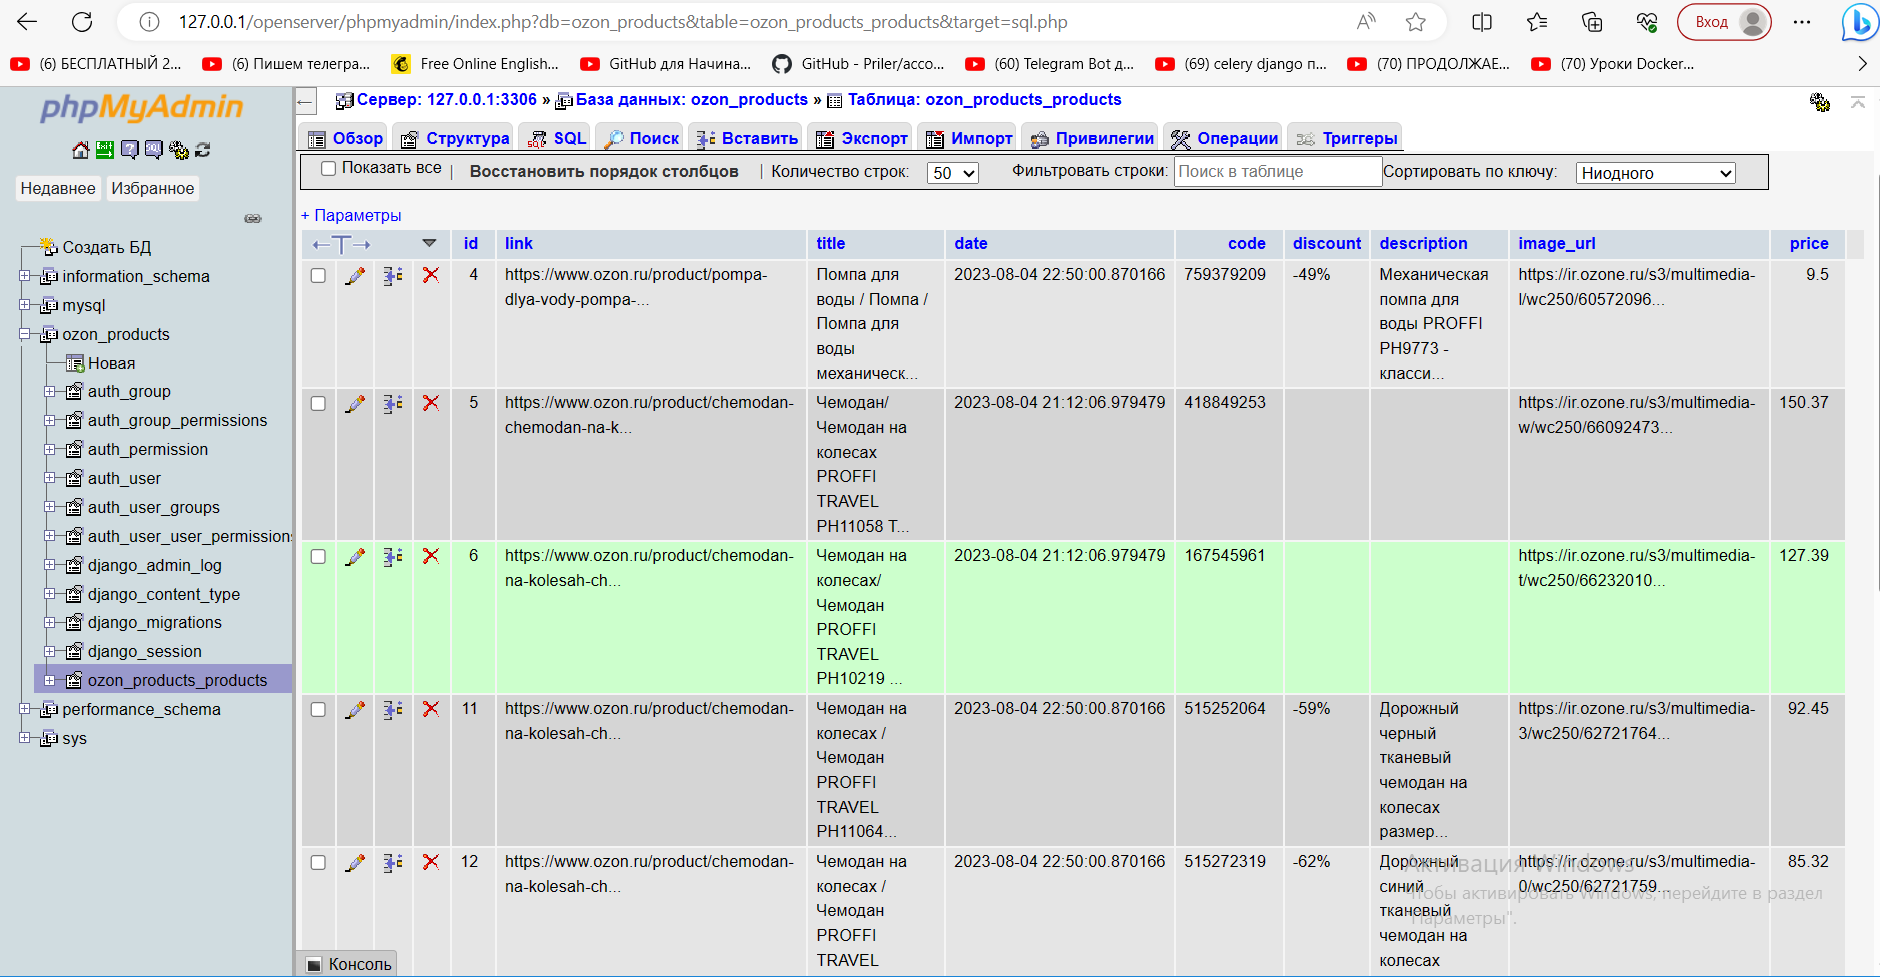 127.0.0.1/openserver/phpmyadmin/index.php?db=ozon_products&table=ozon_products_products&target=sql.php
Вход
(6) БЕСПЛАТНЫЙ 2...
(6) Пишем телегра...
Free Online English...
GitHub для Начина...
GitHub - Priler/acco...
(60) Telegram Bot д...
(69) celery django п...
(70) ПРОДОЛЖАЕ...
(70) Уроки Docker...
phpMyAdmin
Недавнее Избранное
Создать БД
information_schema
mysql
ozon_products
Новая
auth_group
auth_group_permissions
auth_permission
auth_user
auth_user_groups
auth_user_user_permissions
django_admin_log
django_content_type
django_migrations
django_session
ozon_products_products
performance_schema
sys
Сервер: 127.0.0.1:3306 » База данных: ozon_products » Таблица: ozon_products_products
Обзор Структура SQL Поиск Вставить Экспорт Импорт Привилегии Операции Триггеры
Показать все | Восстановить порядок столбцов | Количество строк: 50 Фильтровать строки: Поиск в таблице Сортировать по ключу: Ниодного
+ Параметры
←T→ id link title date code discount description image_url price
4 https://www.ozon.ru/product/pompa- Помпа для 2023-08-04 22:50:00.870166 759379209 -49% Механическая https://ir.ozone.ru/s3/multimedia- 9.5
dlya-vody-pompa-... воды / Помпа / помпа для l/wc250/60572096...
Помпа для воды PROFFI
воды PH9773 -
механическ... класси...
5 https://www.ozon.ru/product/chemodan- Чемодан/ 2023-08-04 21:12:06.979479 418849253 https://ir.ozone.ru/s3/multimedia- 150.37
chemodan-na-k... Чемодан на w/wc250/66092473...
колесах
PROFFI
TRAVEL
PH11058 T...
6 https://www.ozon.ru/product/chemodan- Чемодан на 2023-08-04 21:12:06.979479 167545961 https://ir.ozone.ru/s3/multimedia- 127.39
na-kolesah-ch... колесах/ t/wc250/66232010...
Чемодан
PROFFI
TRAVEL
PH10219 ...
11 https://www.ozon.ru/product/chemodan- Чемодан на 2023-08-04 22:50:00.870166 515252064 -59% Дорожный https://ir.ozone.ru/s3/multimedia- 92.45
na-kolesah-ch... колесах / черный 3/wc250/62721764...
Чемодан тканевый
PROFFI чемодан на
TRAVEL колесах
PH11064... размер...
12 https://www.ozon.ru/product/chemodan- Чемодан на 2023-08-04 22:50:00.870166 515272319 -62% Дорожный https://ir.ozone.ru/s3/multimedia- 85.32
na-kolesah-ch... колесах / синий 0/wc250/62721759...
Чемодан тканевый
PROFFI чемодан на
TRAVEL колесах
Активация Windows
Чтобы активировать Windows, перейдите в раздел
"Параметры".
Консоль